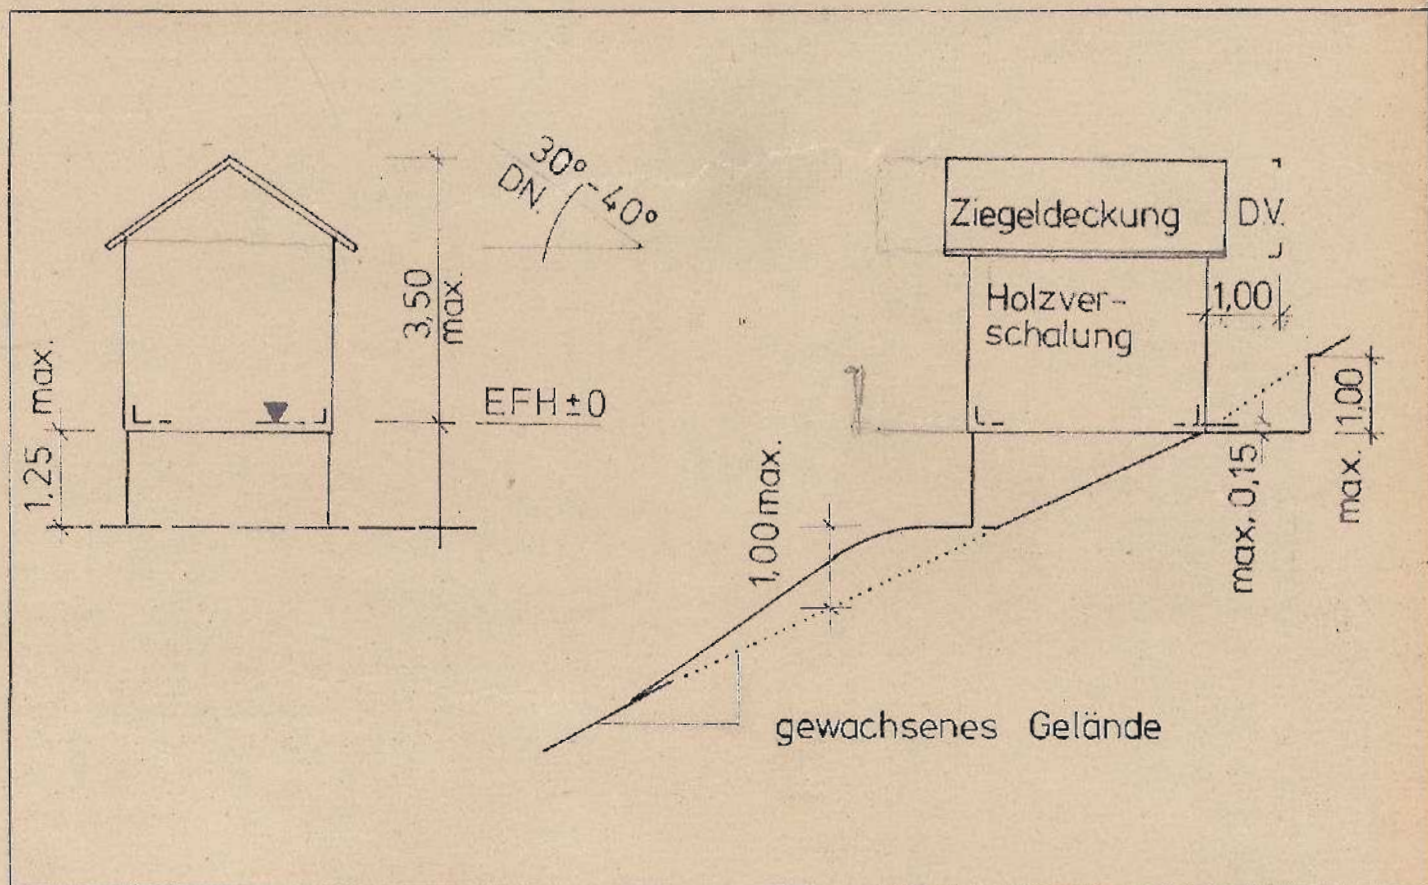 30°-40°
DN.
3,50
max.
EFH ± 0
1,25 max.
Ziegeldeckung
D.V.
Holzver-
schalung
1,00
1,00 max.
max. 0,15
max. 1,00
gewachsenes Gelände